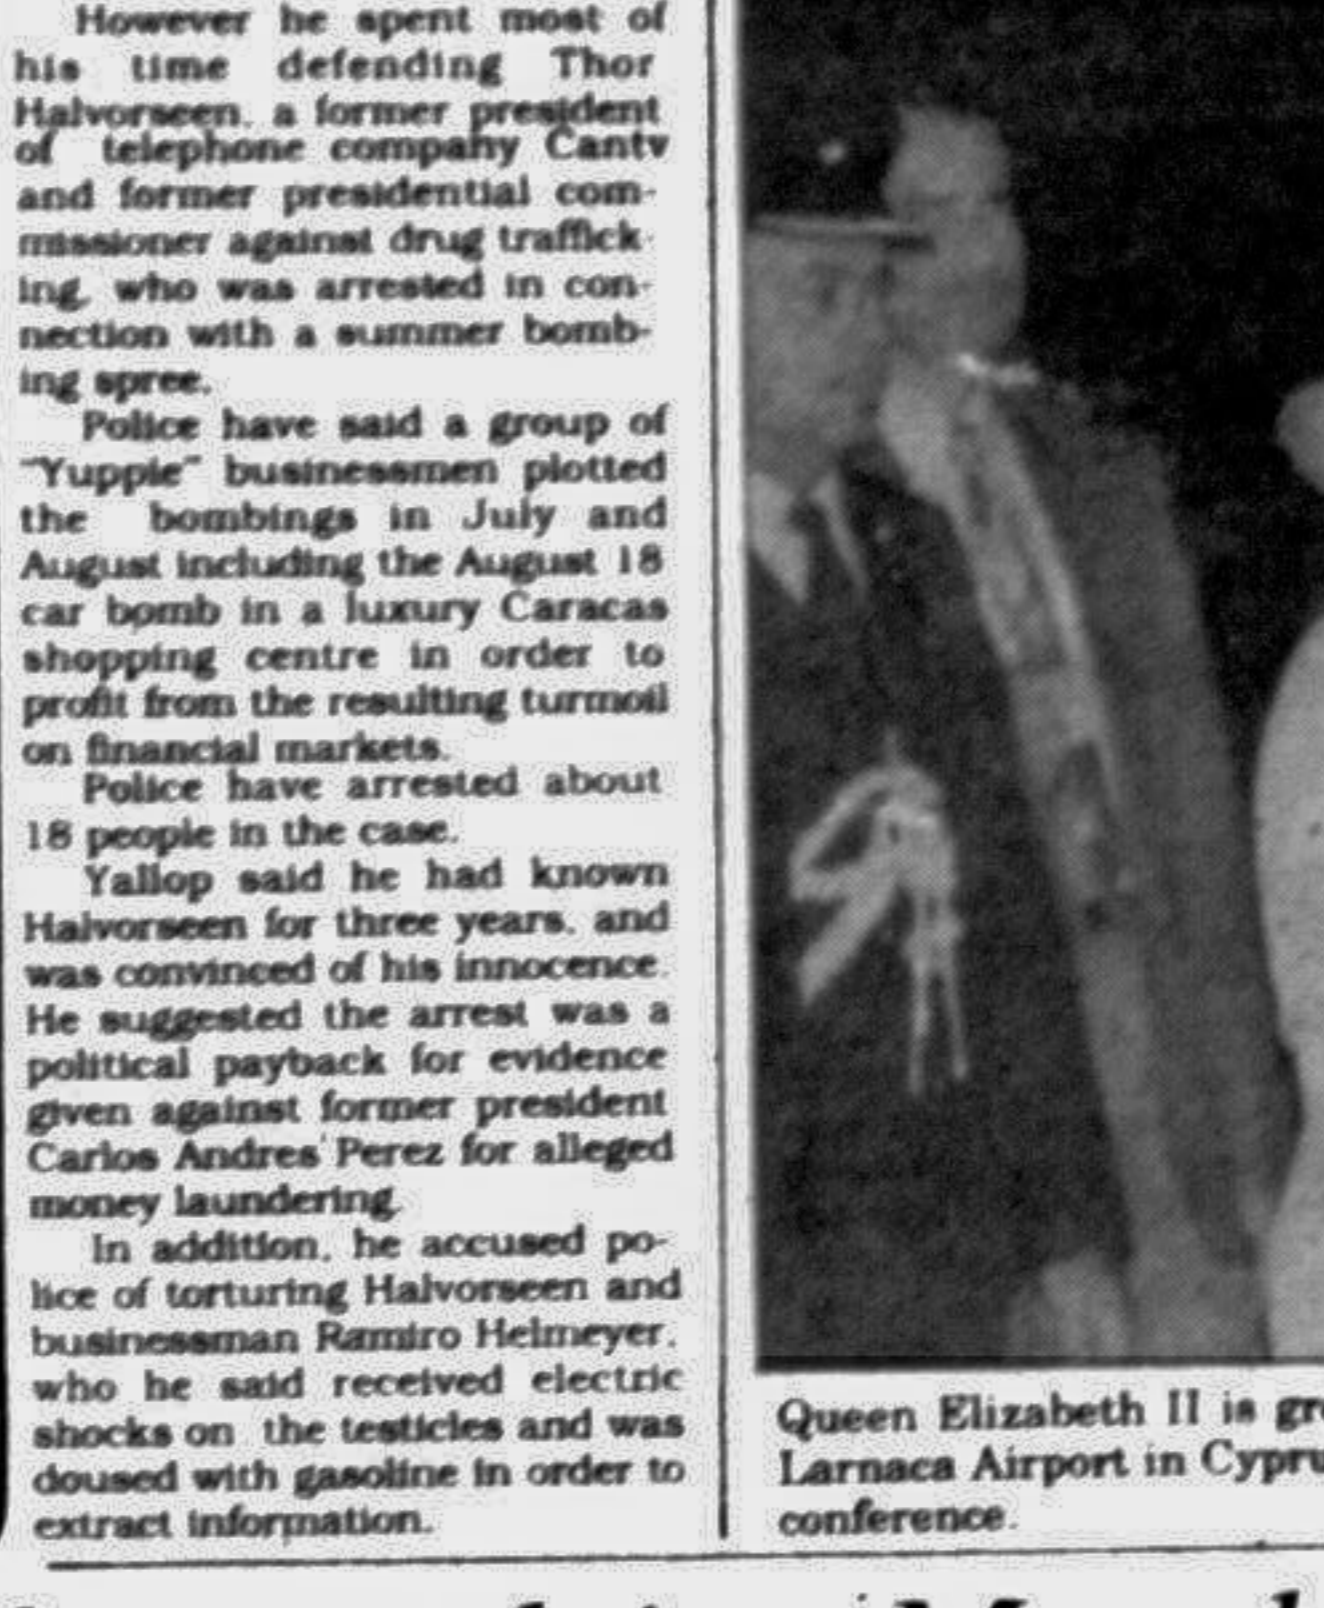 However he spent most of
his time defending Thor
Halvorseen, a former president
of telephone company Cantv
and former presidential com-
missioner against drug traffick-
ing, who was arrested in con-
nection with a summer bomb-
ing spree.
Police have said a group of
"Yuppie" businessmen plotted
the bombings in July and
August including the August 18
car bomb in a luxury Caracas
shopping centre in order to
profit from the resulting turmoil
on financial markets.
Police have arrested about
18 people in the case.
Yallop said he had known
Halvorseen for three years, and
was convinced of his innocence.
He suggested the arrest was a
political payback for evidence
given against former president
Carlos Andres Perez for alleged
money laundering.
In addition, he accused po-
lice of torturing Halvorseen and
businessman Ramiro Helmeyer,
who he said received electric
shocks on the testicles and was
doused with gasoline in order to
extract information.
Queen Elizabeth II is gre
Larnaca Airport in Cypru
conference.